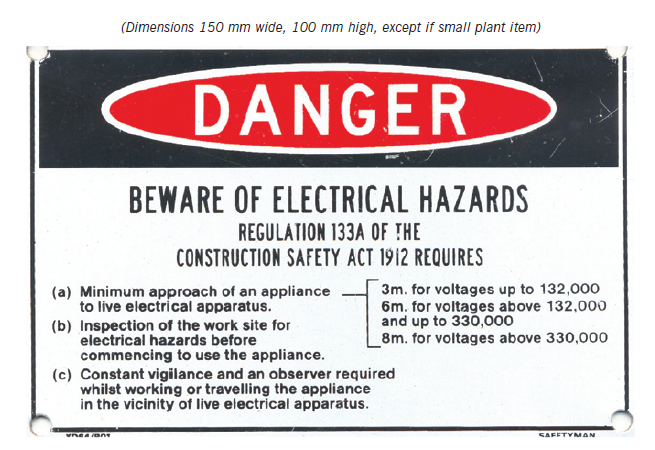 (Dimensions 150 mm wide, 100 mm high, except if small plant item)
DANGER
BEWARE OF ELECTRICAL HAZARDS
REGULATION 133A OF THE
CONSTRUCTION SAFETY ACT 1912 REQUIRES
(a) Minimum approach of an appliance
to live electrical apparatus.
3m. for voltages up to 132,000
6m. for voltages above 132,000
and up to 330,000
8m. for voltages above 330,000
(b) Inspection of the work site for
electrical hazards before
commencing to use the appliance.
(c) Constant vigilance and an observer required
whilst working or travelling the appliance
in the vicinity of live electrical apparatus.
SAFETYMAN